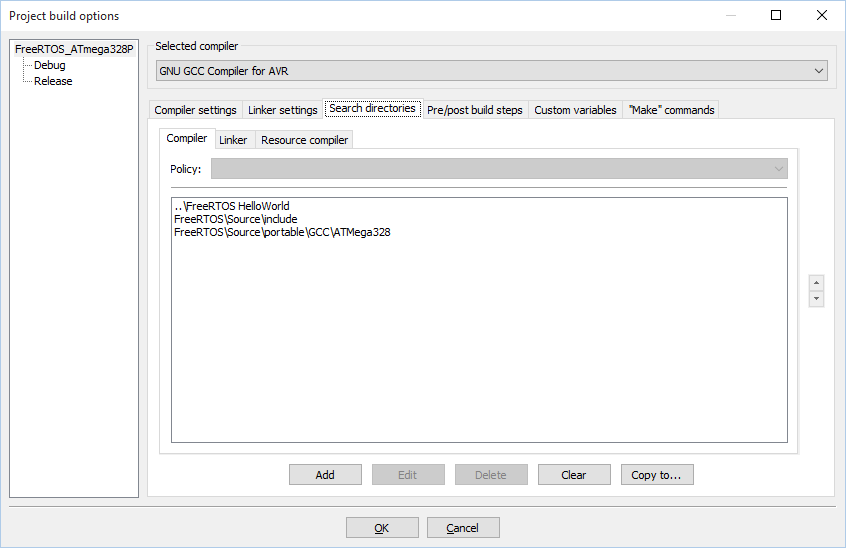 Project build options
FreeRTOS_ATmega328P
Debug
Release
Selected compiler
GNU GCC Compiler for AVR
Compiler settings Linker settings Search directories Pre/post build steps Custom variables "Make" commands
Compiler Linker Resource compiler
Policy:
..\FreeRTOS HelloWorld
FreeRTOS\Source\include
FreeRTOS\Source\portable\GCC\ATMega328
Add Edit Delete Clear Copy to...
OK Cancel